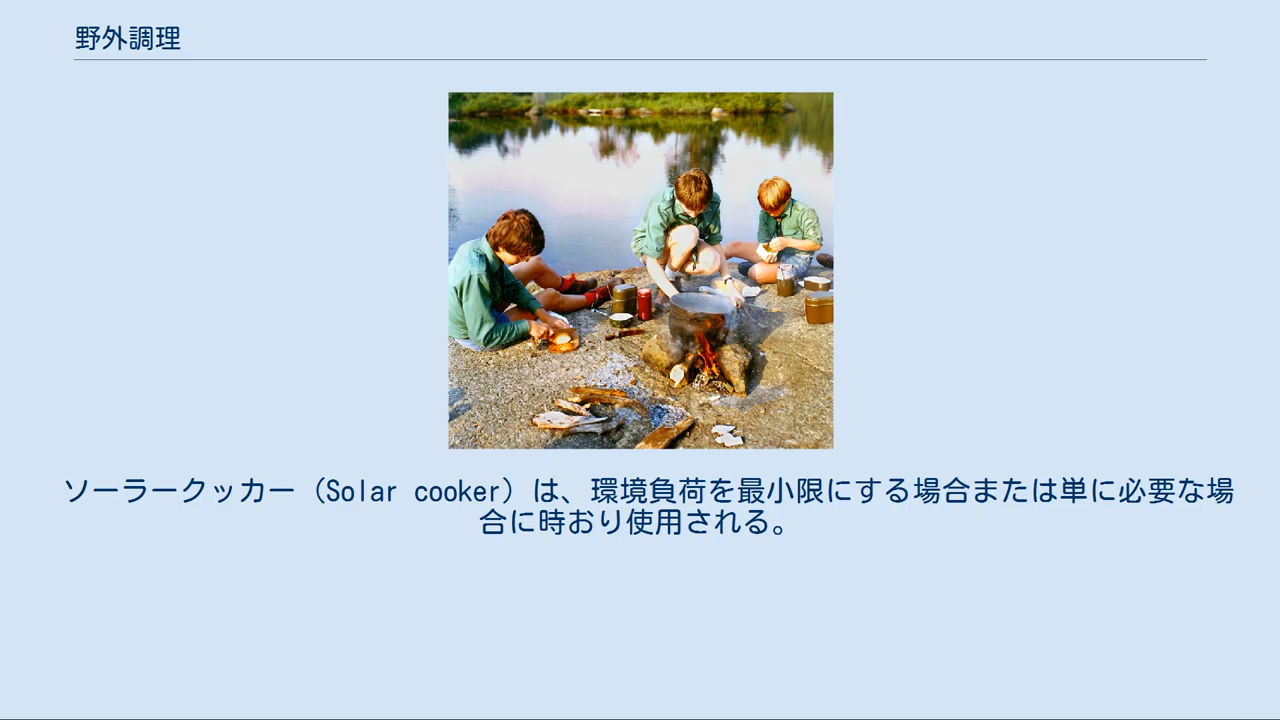 野外調理
ソーラークッカー（Solar cooker）は、環境負荷を最小限にする場合または単に必要な場
合に時おり使用される。